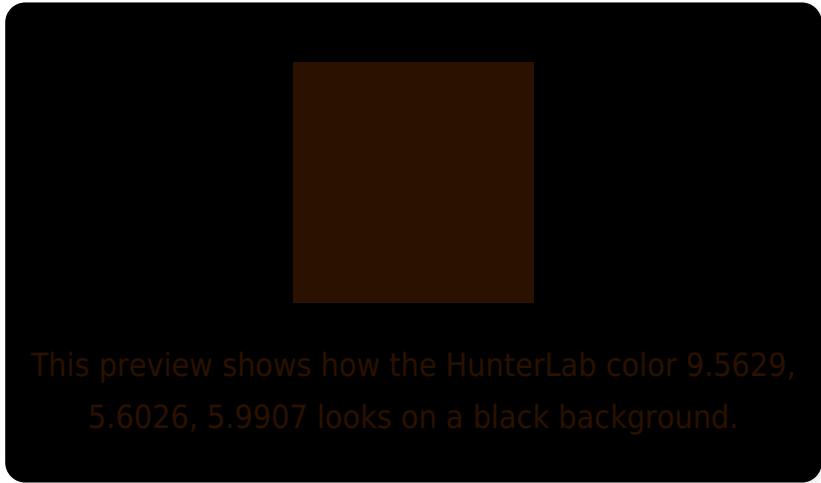 This preview shows how the HunterLab color 9.5629,
5.6026, 5.9907 looks on a black background.